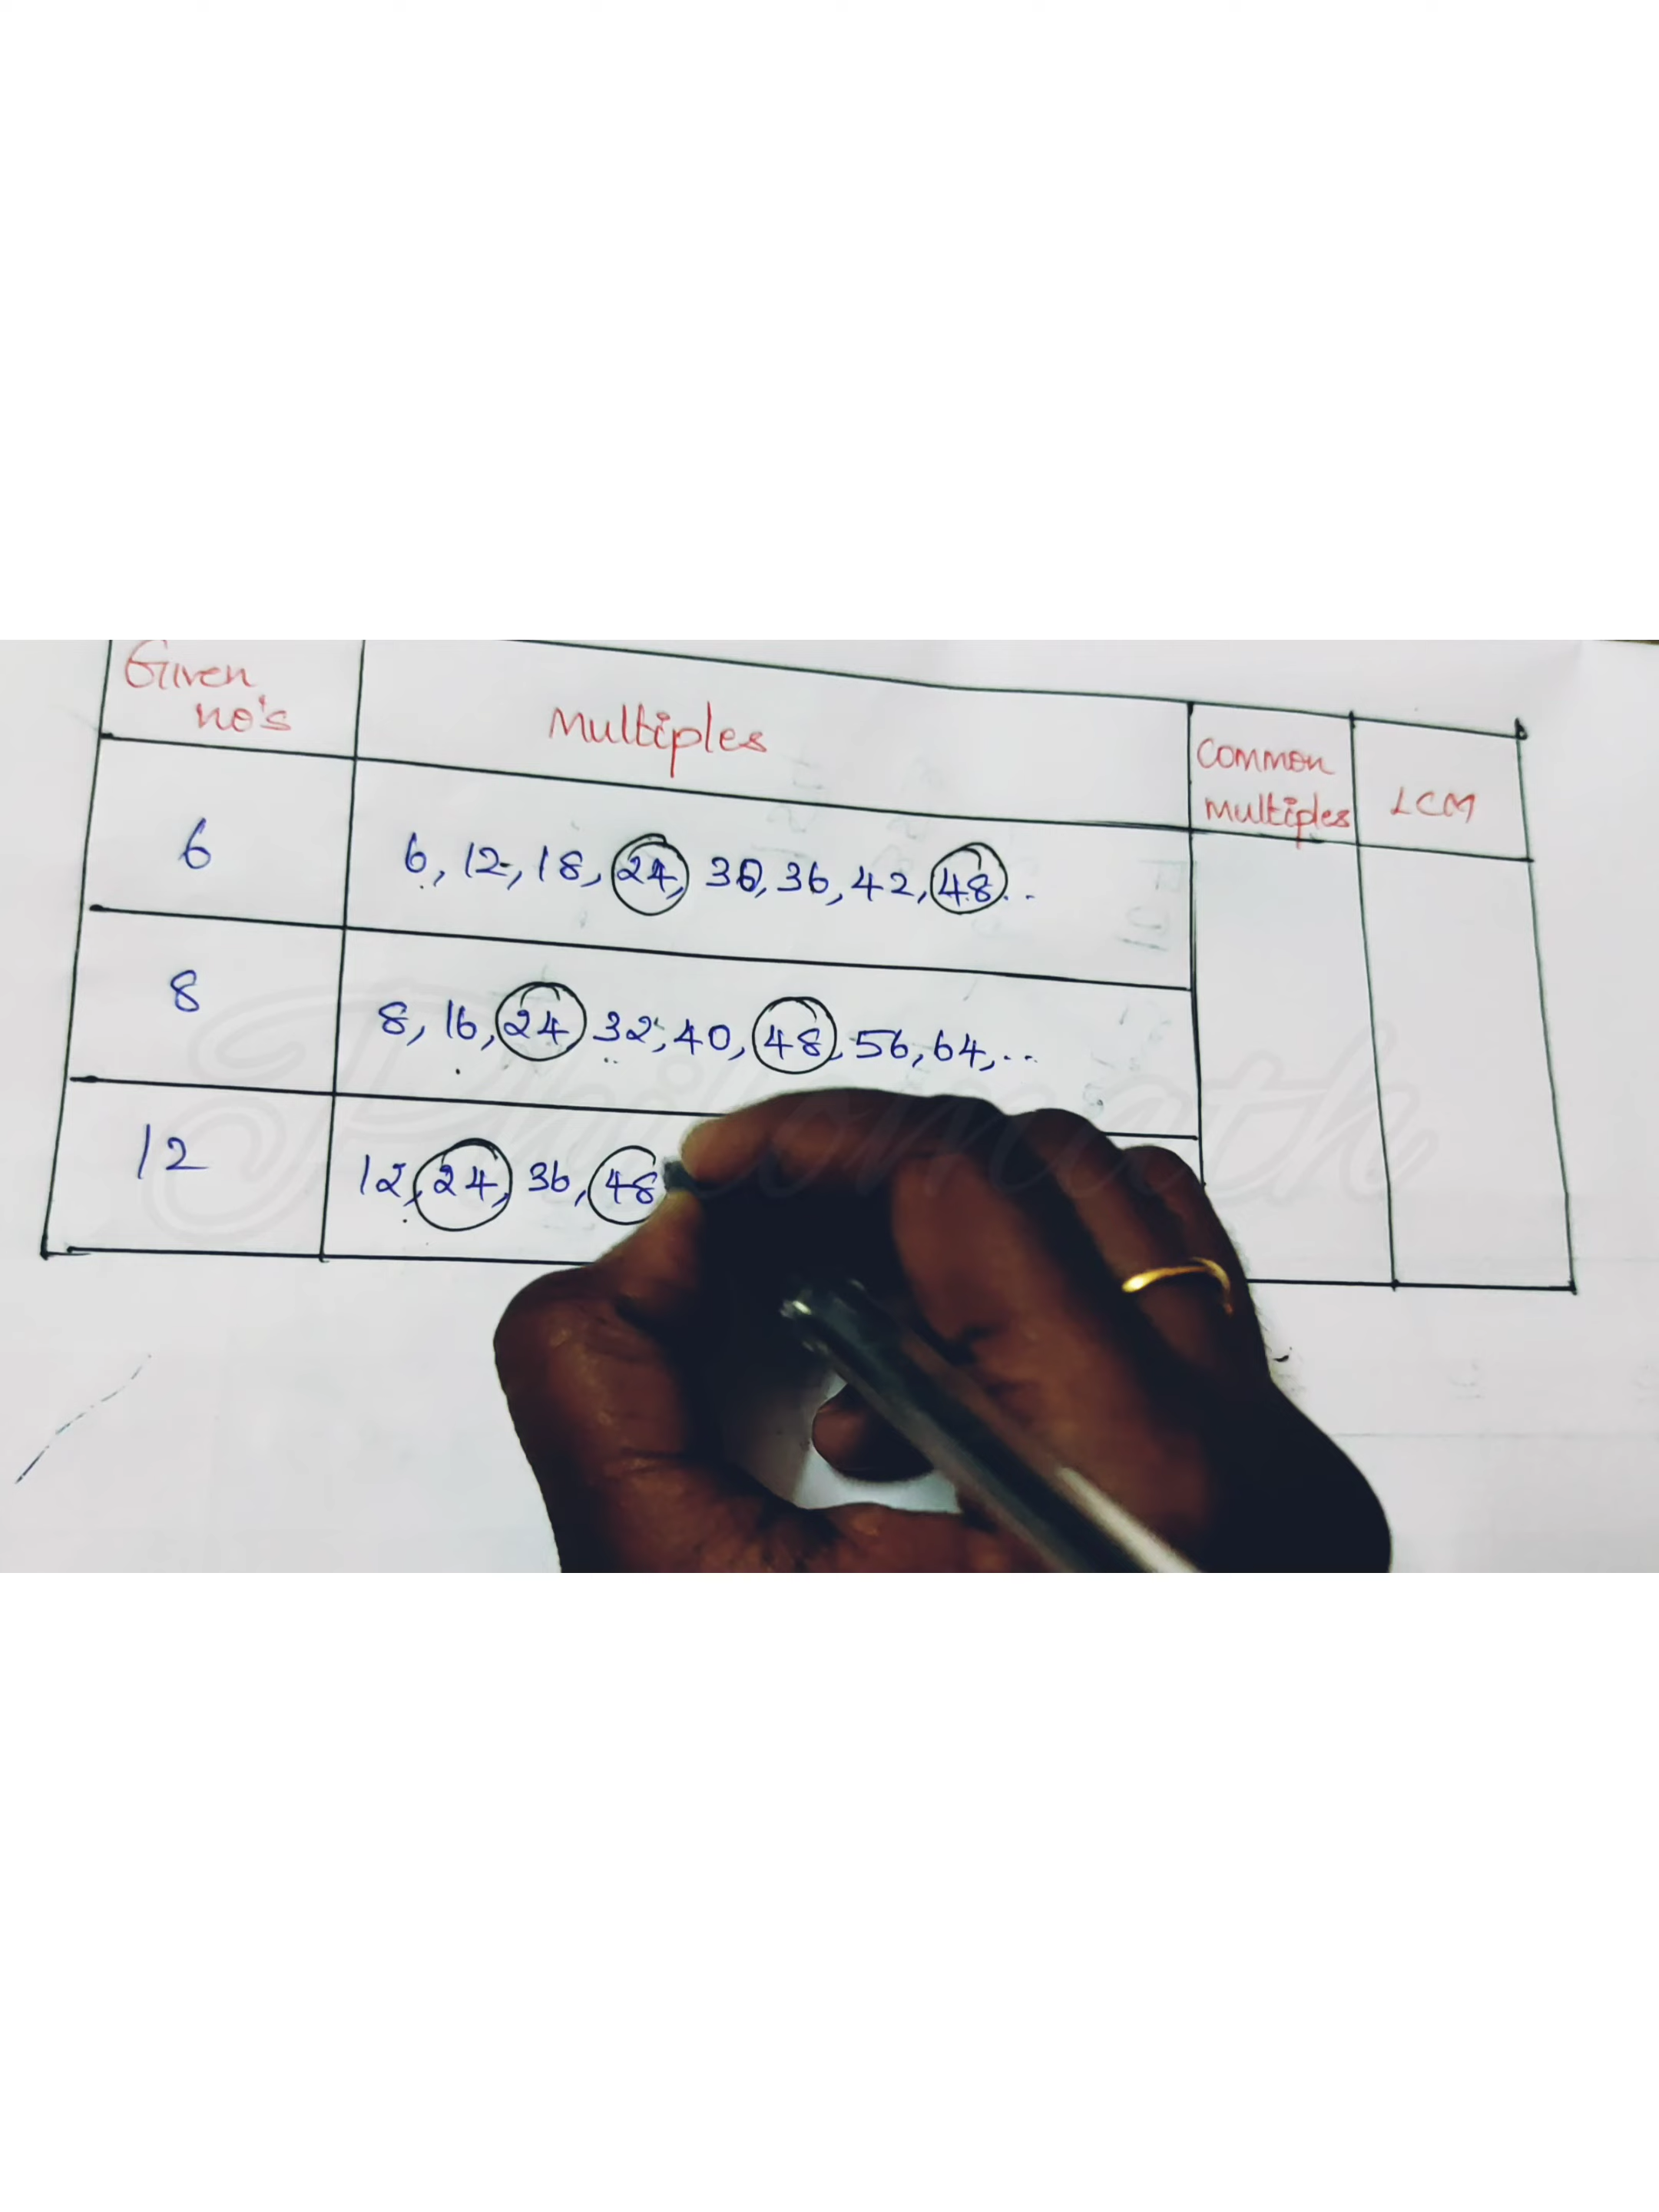 Given no's
Multiples
Common Multiples
LCM
6
6, 12, 18, 24, 30, 36, 42, 48...
8
8, 16, 24 32, 40, 48, 56, 64,...
12
12, 24, 36, 48
Philomath